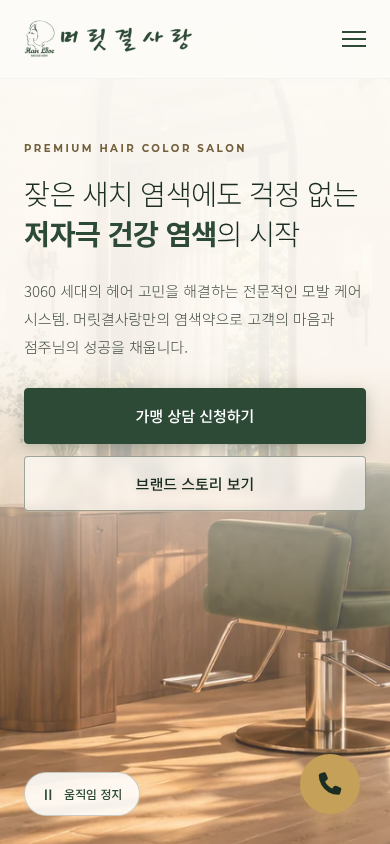 Hair Love
머릿결사랑
PREMIUM HAIR COLOR SALON
잦은 새치 염색에도 걱정 없는
저자극 건강 염색의 시작
3060 세대의 헤어 고민을 해결하는 전문적인 모발 케어
시스템. 머릿결사랑만의 염색약으로 고객의 마음과
점주님의 성공을 채웁니다.
가맹 상담 신청하기
브랜드 스토리 보기
움직임 정지